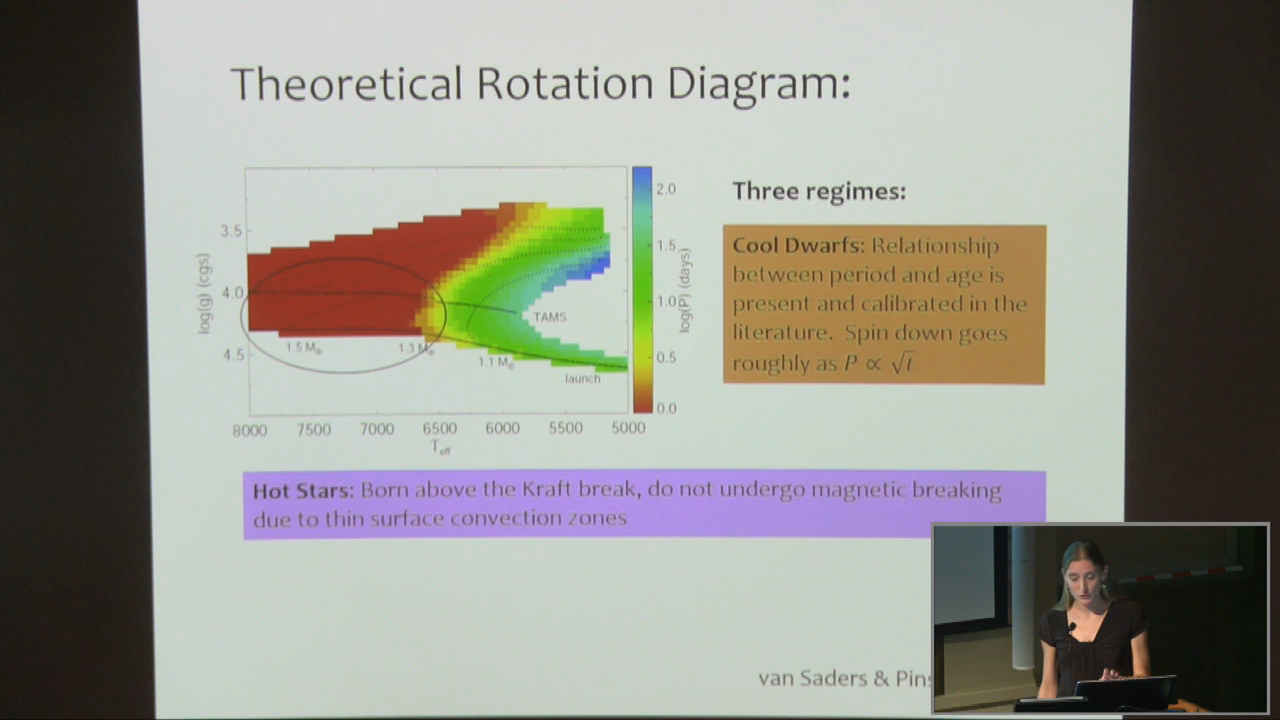 Theoretical Rotation Diagram:
Three regimes:
Cool Dwarfs: Relationship
between period and age is
present and calibrated in the
literature. Spin down goes
roughly as P ∝ √t
log(g) (cgs)
3.5
4.0
4.5
1.5 M⊙
1.3 M⊙
1.1 M⊙
TAMS
launch
8000 7500 7000 6500 6000 5500 5000
Teff
2.0
1.5
1.0
0.5
0.0
log(P) (days)
Hot Stars: Born above the Kraft break, do not undergo magnetic breaking
due to thin surface convection zones
van Saders & Pins